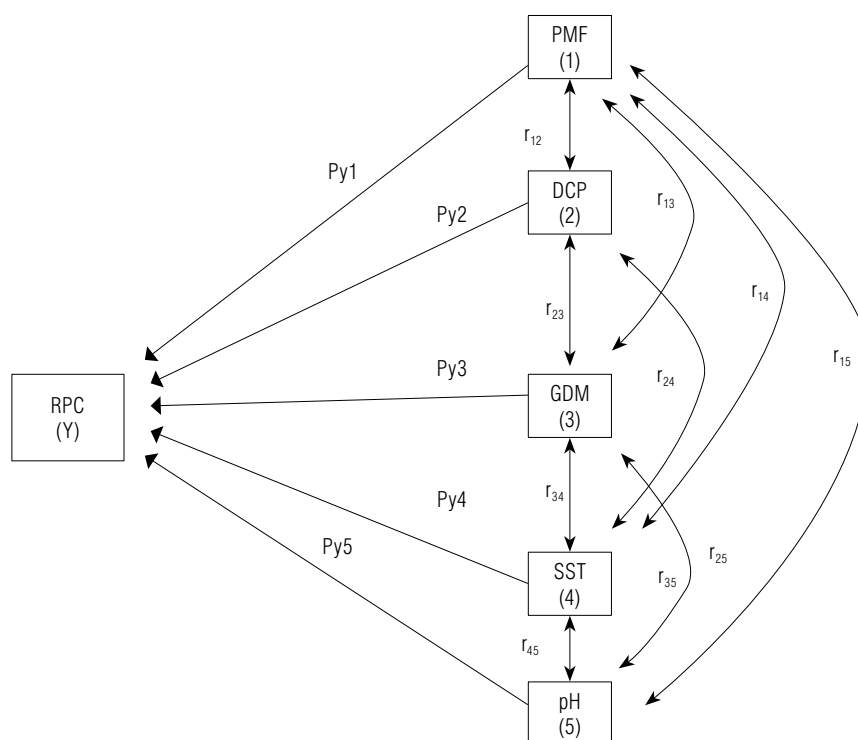 PMF
(1)
r12
Py1
DCP
(2)
Py2
r13
r14
r23
r15
Py3
r24
RPC
(Y)
GDM
(3)
r34
Py4
Py5
r25
r35
SST
(4)
r45
pH
(5)